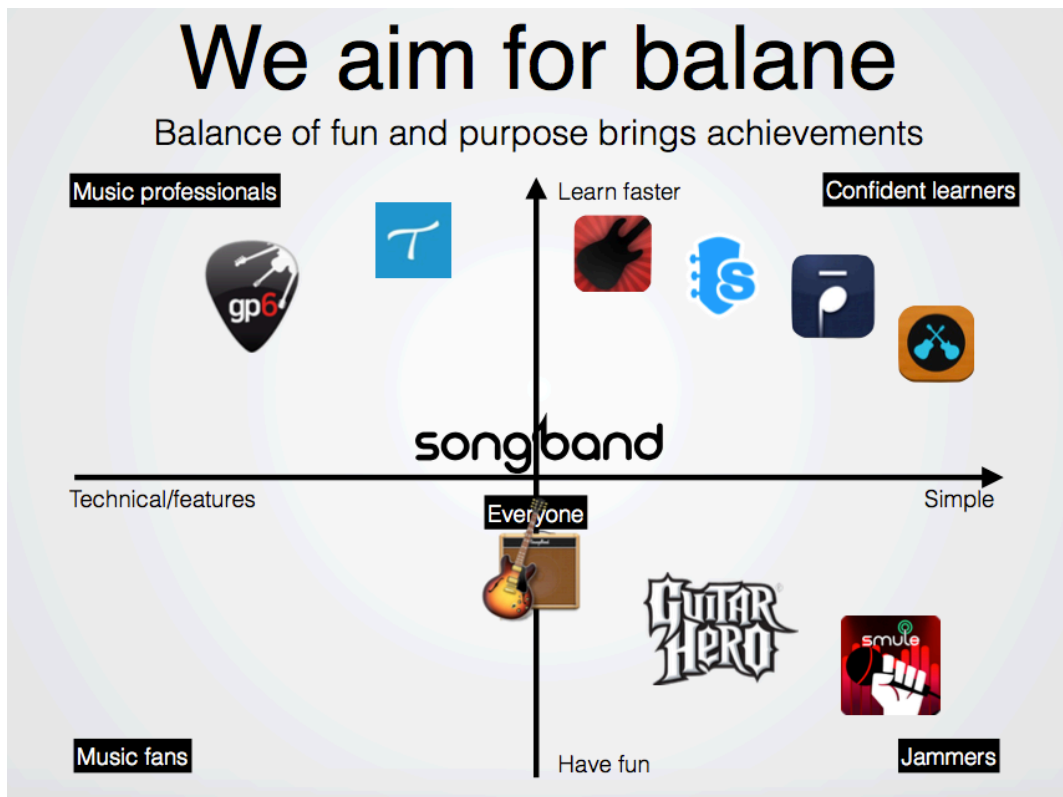 We aim for balane
Balance of fun and purpose brings achievements
Music professionals
Learn faster
Confident learners
gp6
T
S
songband
Technical/features
Simple
Everyone
GUITAR
HERO
smule
Music fans
Have fun
Jammers